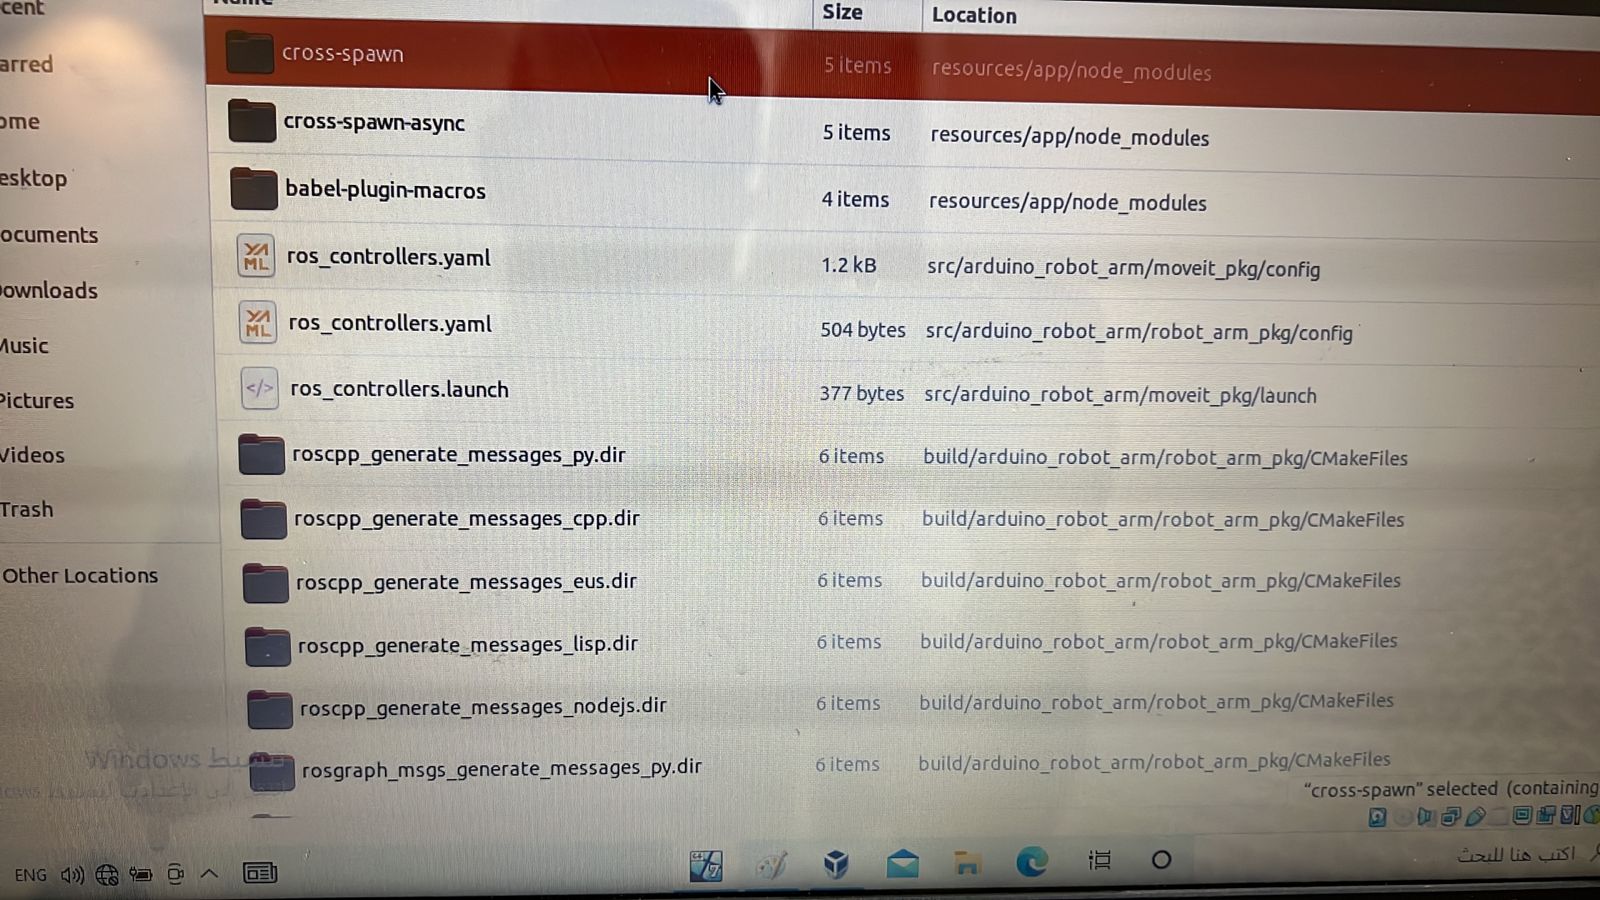 Size Location
arred
cross-spawn 5 items resources/app/node_modules
cross-spawn-async 5 items resources/app/node_modules
babel-plugin-macros 4 items resources/app/node_modules
ocuments
ros_controllers.yaml 1.2 kB src/arduino_robot_arm/moveit_pkg/config
ownloads
ros_controllers.yaml 504 bytes src/arduino_robot_arm/robot_arm_pkg/config
Music
ros_controllers.launch 377 bytes src/arduino_robot_arm/moveit_pkg/launch
Pictures
Videos
roscpp_generate_messages_py.dir 6 items build/arduino_robot_arm/robot_arm_pkg/CMakeFiles
Trash
roscpp_generate_messages_cpp.dir 6 items build/arduino_robot_arm/robot_arm_pkg/CMakeFiles
Other Locations
roscpp_generate_messages_eus.dir 6 items build/arduino_robot_arm/robot_arm_pkg/CMakeFiles
roscpp_generate_messages_lisp.dir 6 items build/arduino_robot_arm/robot_arm_pkg/CMakeFiles
roscpp_generate_messages_nodejs.dir 6 items build/arduino_robot_arm/robot_arm_pkg/CMakeFiles
Windows
rosgraph_msgs_generate_messages_py.dir 6 items build/arduino_robot_arm/robot_arm_pkg/CMakeFiles
"cross-spawn" selected (containing
ENG
اكتب هنا للبحث